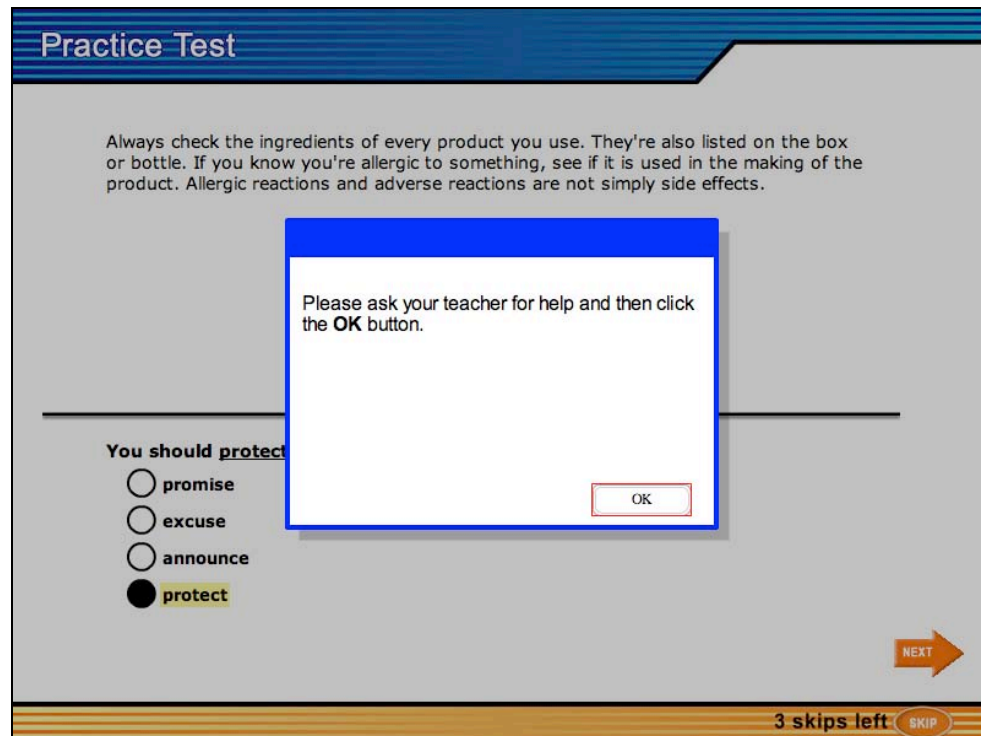 Practice Test
Always check the ingredients of every product you use. They're also listed on the box
or bottle. If you know you're allergic to something, see if it is used in the making of the
product. Allergic reactions and adverse reactions are not simply side effects.
Please ask your teacher for help and then click
the OK button.
OK
You should protect
promise
excuse
announce
protect
NEXT
3 skips left SKIP